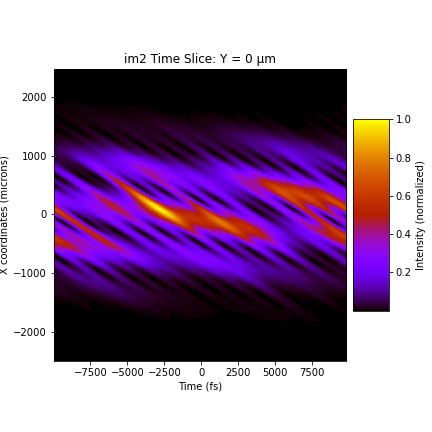 im2 Time Slice: Y = 0 μm
2000
1000
0
−1000
−2000
X coordinates (microns)
−7500 −5000 −2500 0 2500 5000 7500
Time (fs)
1.0
0.8
0.6
0.4
0.2
Intensity (normalized)